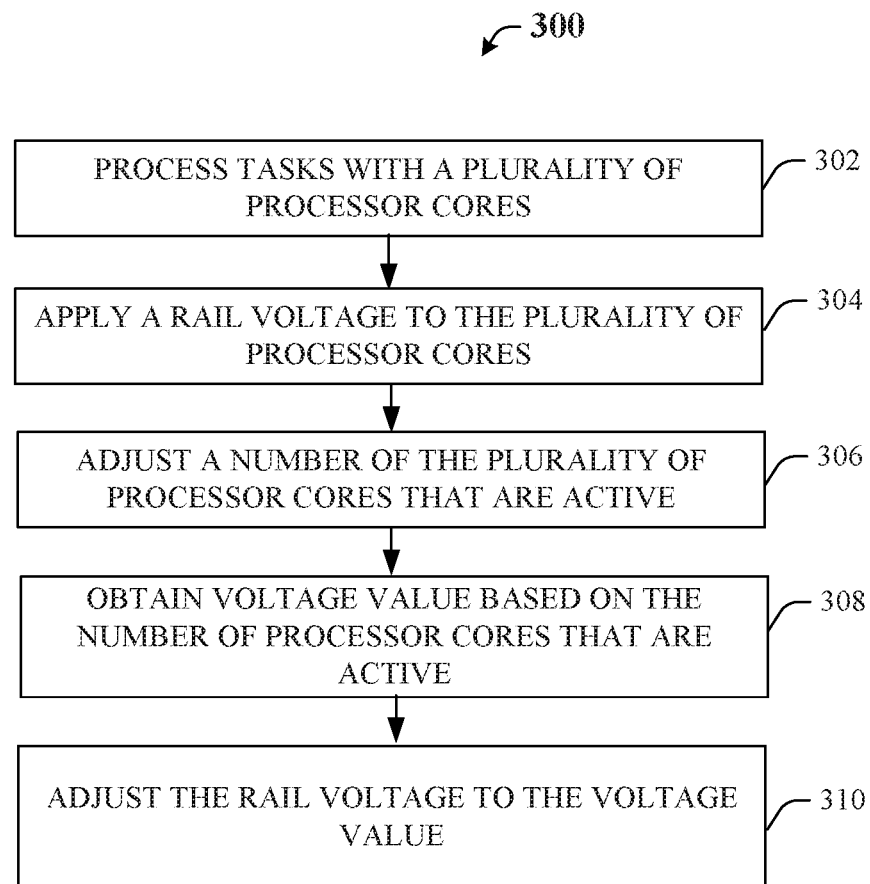 300
PROCESS TASKS WITH A PLURALITY OF
PROCESSOR CORES
302
APPLY A RAIL VOLTAGE TO THE PLURALITY OF
PROCESSOR CORES
304
ADJUST A NUMBER OF THE PLURALITY OF
PROCESSOR CORES THAT ARE ACTIVE
306
OBTAIN VOLTAGE VALUE BASED ON THE
NUMBER OF PROCESSOR CORES THAT ARE
ACTIVE
308
ADJUST THE RAIL VOLTAGE TO THE VOLTAGE
VALUE
310